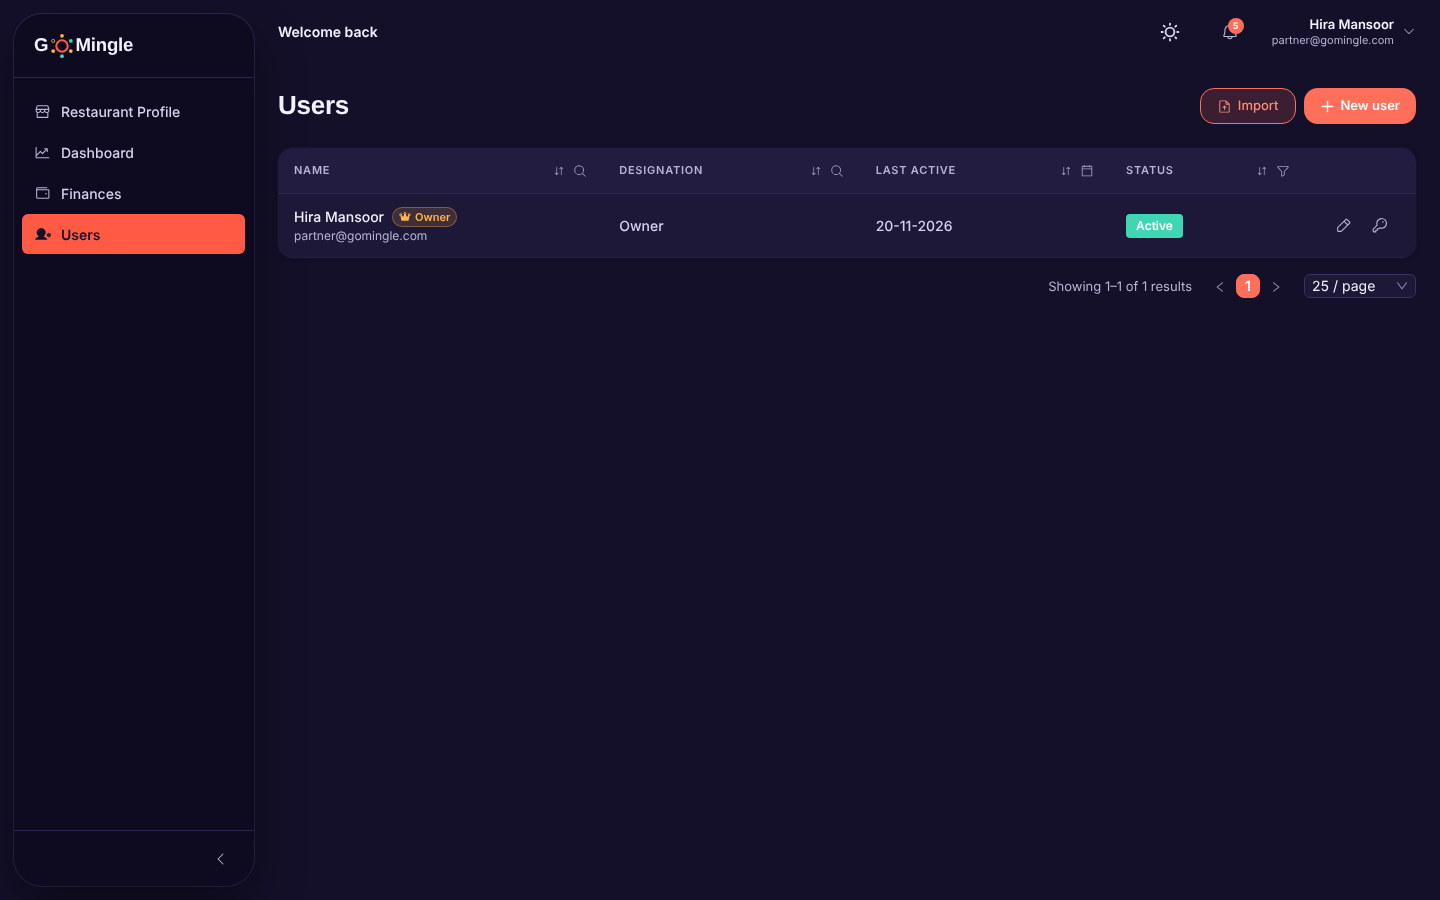 GoMingle
Welcome back
5
Hira Mansoor
partner@gomingle.com
Restaurant Profile
Dashboard
Finances
Users
Users
Import
New user
NAME DESIGNATION LAST ACTIVE STATUS
Hira Mansoor Owner
partner@gomingle.com
Owner
20-11-2026
Active
Showing 1–1 of 1 results
1
25 / page